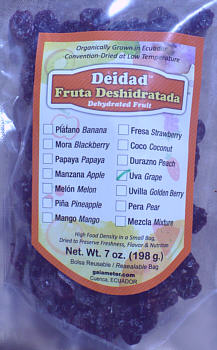 Organically Grown in Ecuador
Convention-Dried at Low Temperature
Deidad™
Fruta Deshidratada
Dehydrated Fruit
Plátano Banana
Fresa Strawberry
Mora Blackberry
Coco Coconut
Papaya Papaya
Durazno Peach
Manzana Apple
Uva Grape
Melón Melon
Uvilla Golden Berry
Piña Pineapple
Pera Pear
Mango Mango
Mezcla Mixture
High Food Density in a Small Bag,
Dried to Preserve Freshness, Flavor & Nutrition
Net. Wt. 7 oz. (198 g.)
Bolsa Reusable / Resealable Bag
gaiameter.com
Cuenca, ECUADOR